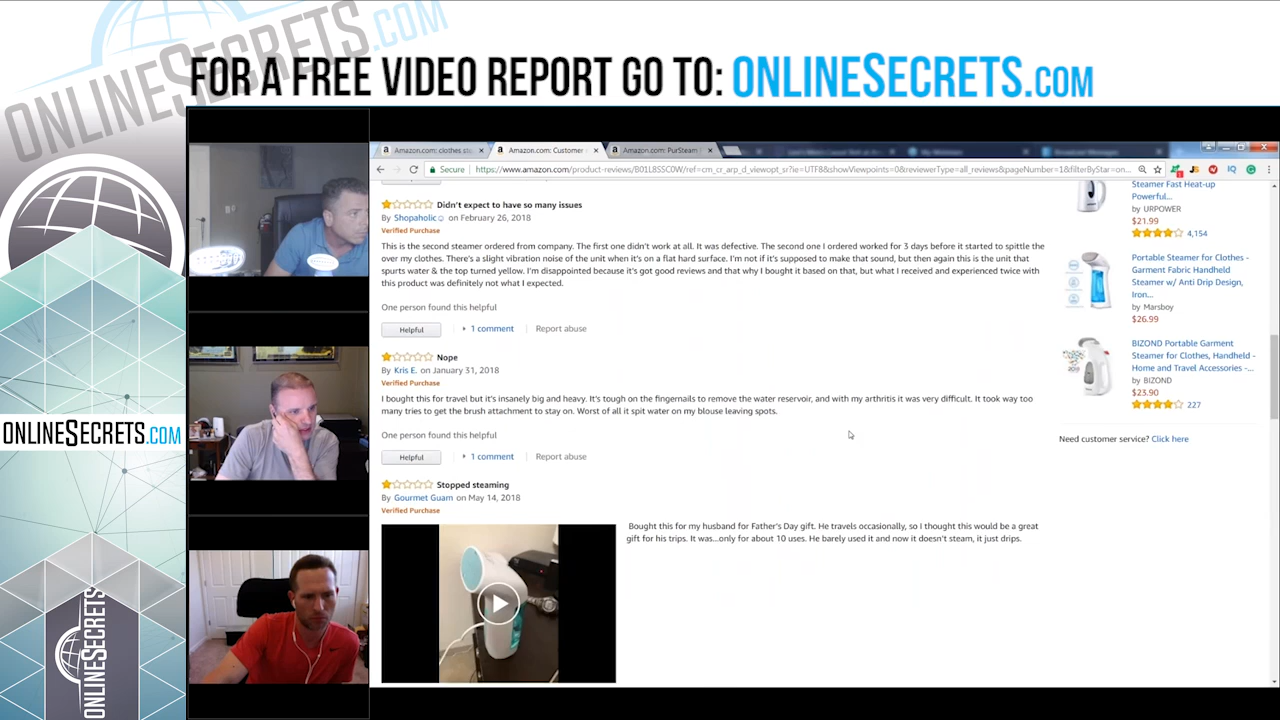 ONLINESECRETS.COM
FOR A FREE VIDEO REPORT GO TO: ONLINESECRETS.COM
Amazon.com: clothes ste
Amazon.com: Customer
Amazon.com: PurSteam
Secure
https://www.amazon.com/product-reviews/B01L8SSC0W/ref=cm_cr_arp_d_viewopt_sr?ie=UTF8&showViewpoints=0&reviewerType=all_reviews&pageNumber=1&filterByStar=on...
Didn't expect to have so many issues
By Shopaholic☺ on February 26, 2018
Verified Purchase
This is the second steamer ordered from company. The first one didn't work at all. It was defective. The second one I ordered worked for 3 days before it started to spittle the
over my clothes. There's a slight vibration noise of the unit when it's on a flat hard surface. I'm not if it's supposed to make that sound, but then again this is the unit that
spurts water & the top turned yellow. I'm disappointed because it's got good reviews and that why I bought it based on that, but what I received and experienced twice with
this product was definitely not what I expected.
One person found this helpful
Helpful
1 comment
Report abuse
Nope
By Kris E. on January 31, 2018
Verified Purchase
I bought this for travel but it's insanely big and heavy. It's tough on the fingernails to remove the water reservoir, and with my arthritis it was very difficult. It took way too
many tries to get the brush attachment to stay on. Worst of all it spit water on my blouse leaving spots.
One person found this helpful
Helpful
1 comment
Report abuse
Stopped steaming
By Gourmet Guam on May 14, 2018
Verified Purchase
Bought this for my husband for Father's Day gift. He travels occasionally, so I thought this would be a great
gift for his trips. It was...only for about 10 uses. He barely used it and now it doesn't steam, it just drips.
Steamer Fast Heat-up
Powerful...
by URPOWER
$21.99
4,154
Portable Steamer for Clothes -
Garment Fabric Handheld
Steamer w/ Anti Drip Design,
Iron...
by Marsboy
$26.99
BIZOND Portable Garment
Steamer for Clothes, Handheld -
Home and Travel Accessories -...
by BIZOND
$23.90
227
Need customer service? Click here
ONLINESECRETS.COM
ONLINESECRETS